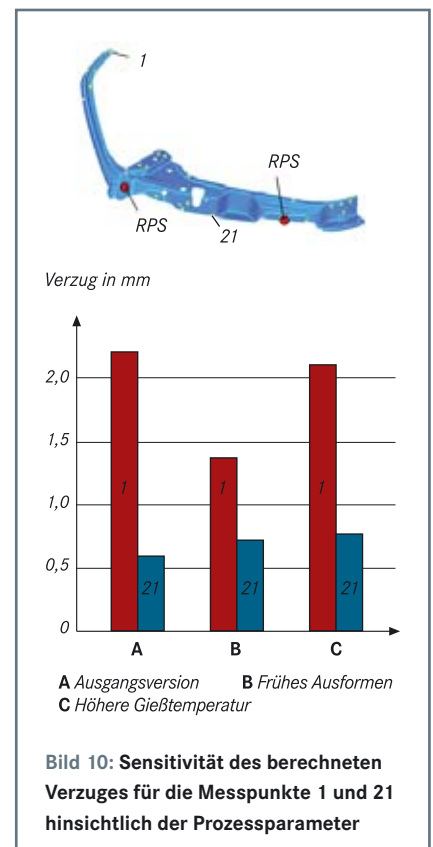 1
RPS
RPS
21
Verzug in mm
2,0
1,5
1,0
0,5
0
1
21
1
21
1
21
A
B
C
A Ausgangsversion B Frühes Ausformen
C Höhere Gießtemperatur
Bild 10: Sensitivität des berechneten
Verzuges für die Messpunkte 1 und 21
hinsichtlich der Prozessparameter